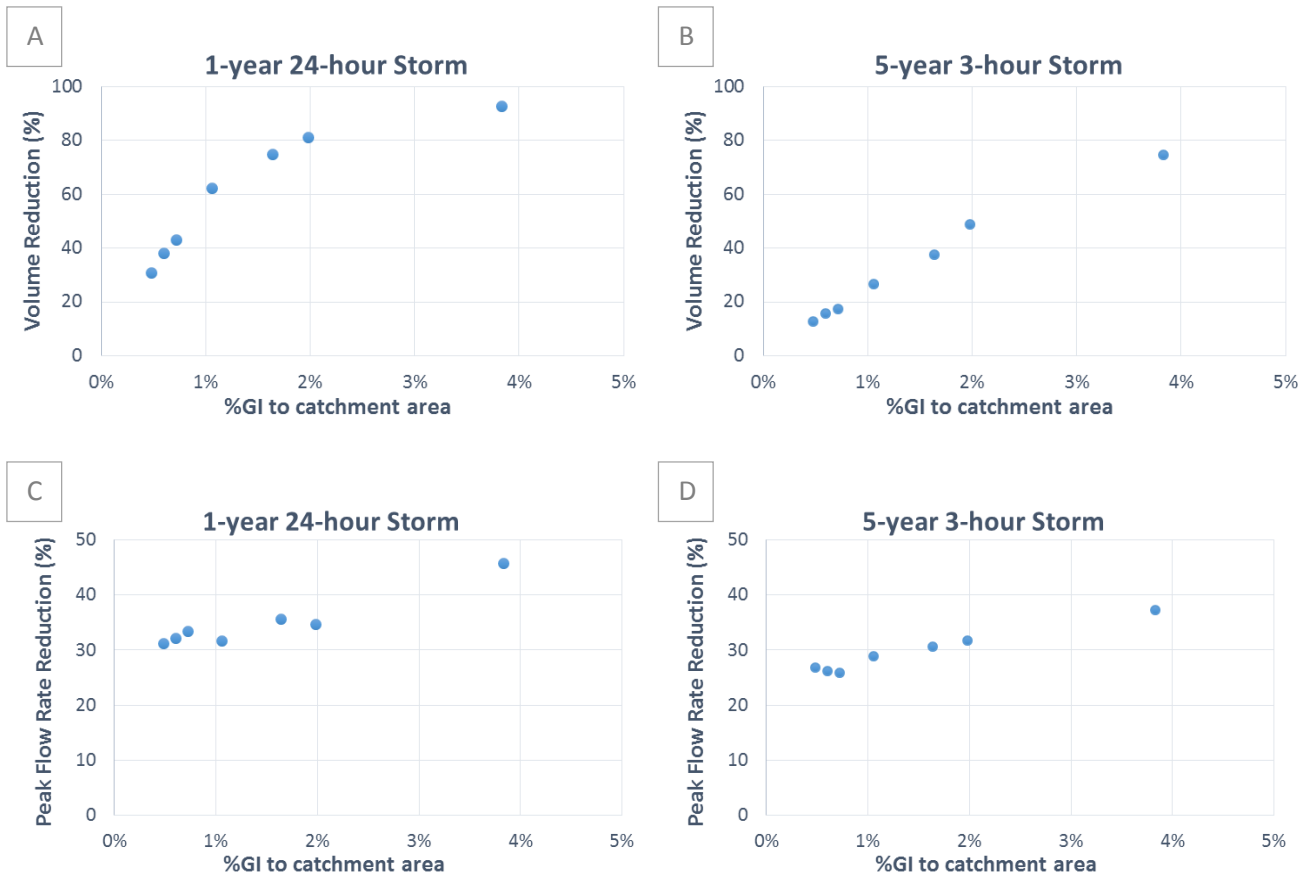 A
1-year 24-hour Storm
Volume Reduction (%)
100
80
60
40
20
0
0% 1% 2% 3% 4% 5%
%GI to catchment area
B
5-year 3-hour Storm
Volume Reduction (%)
100
80
60
40
20
0
0% 1% 2% 3% 4% 5%
%GI to catchment area
C
1-year 24-hour Storm
Peak Flow Rate Reduction (%)
50
40
30
20
10
0
0% 1% 2% 3% 4% 5%
%GI to catchment area
D
5-year 3-hour Storm
Peak Flow Rate Reduction (%)
50
40
30
20
10
0
0% 1% 2% 3% 4% 5%
%GI to catchment area